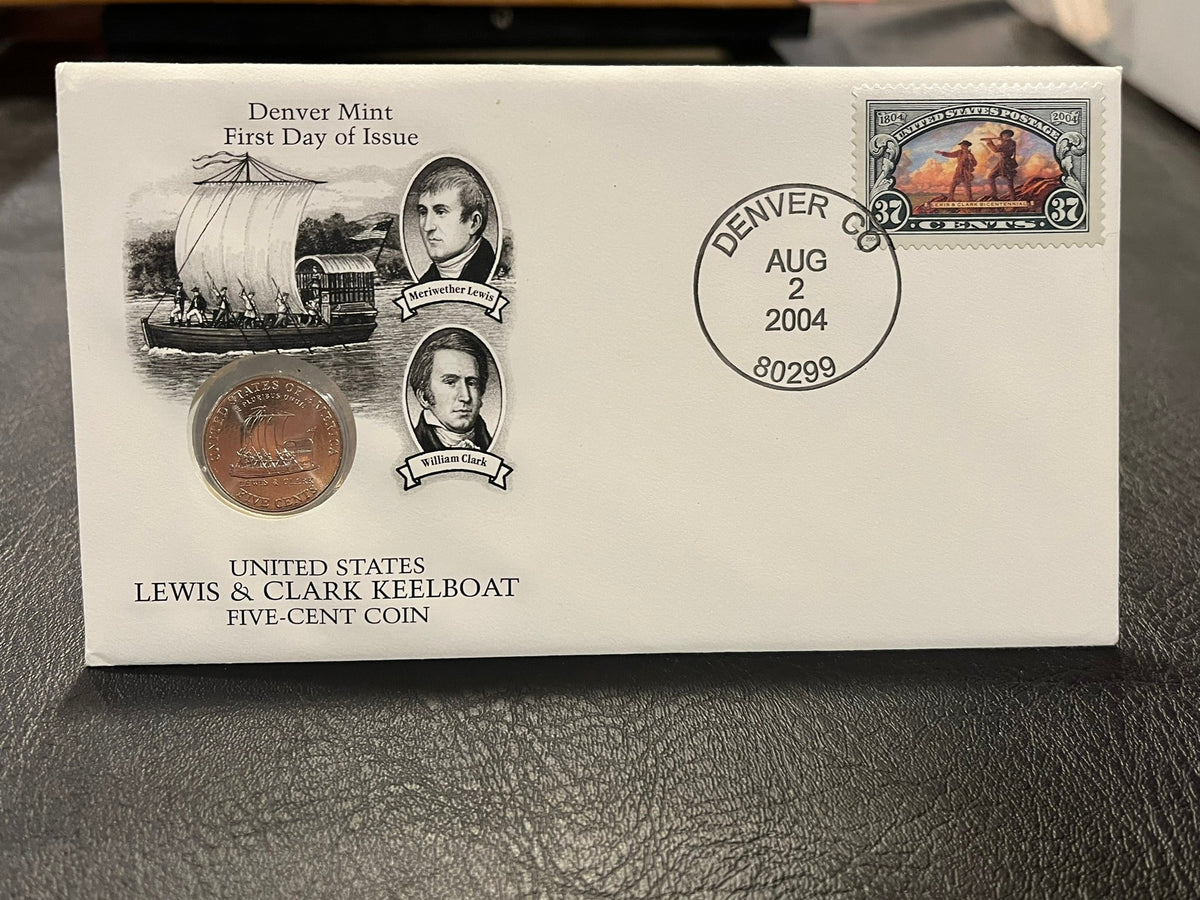 Denver Mint
First Day of Issue
Meriwether Lewis
William Clark
UNITED STATES OF AMERICA
E PLURIBUS UNUM
LEWIS & CLARK
FIVE CENTS
UNITED STATES
LEWIS & CLARK KEELBOAT
FIVE-CENT COIN
DENVER CO
AUG
2
2004
80299
1804 2004
UNITED STATES POSTAGE
LEWIS & CLARK BICENTENNIAL
37 37
CENTS